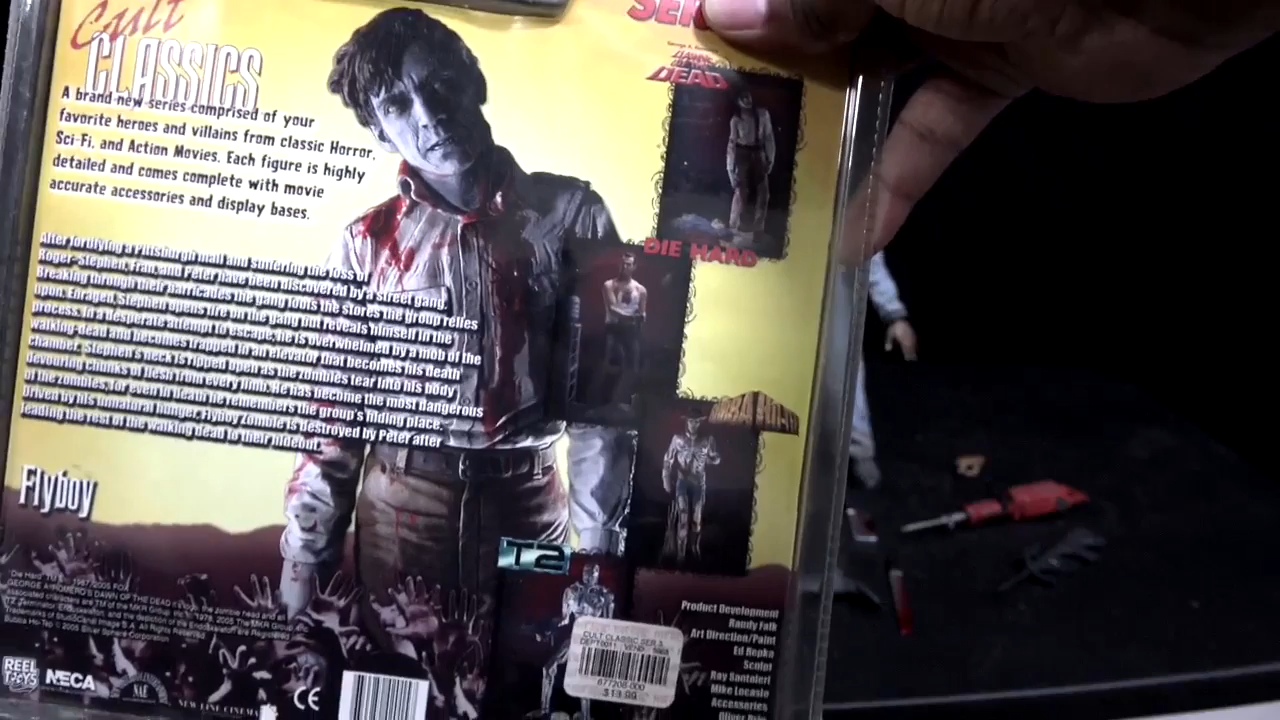 Cult
CLASSICS
A brand new series comprised of your
favorite heroes and villains from classic Horror,
Sci-Fi, and Action Movies. Each figure is highly
detailed and comes complete with movie
accurate accessories and display bases.
After fortifying a Pittsburgh mall and suffering the loss of
Roger-Stephen, Fran, and Peter have been discovered by a street gang.
Breaking through their barricades the gang loots the stores the group relies
upon. Enraged, Stephen opens fire on the gang but reveals himself in the
process. In a desperate attempt to escape, he is overwhelmed by a mob of the
walking-dead and becomes trapped in an elevator that becomes his death
chamber. Stephen's neck is ripped open as the zombies tear into his body
devouring chunks of flesh from every limb. He has become the most dangerous
of the zombies, for even in death he remembers the group's hiding place.
Driven by his unnatural hunger, Flyboy Zombie is destroyed by Peter after
leading the rest of the walking dead to their hideout.
Flyboy
SER
DEAD
DIE HARD
T2
CULT CLASSIC SER 3
677206 000
$13.99
Product Development
Randy Falk
Art Direction/Paint
Ed Repka
Sculpt
Ray Santoleri
Mike Locasio
Accessories
REEL
TOYS
NECA
NEW LINE CINEMA
CE